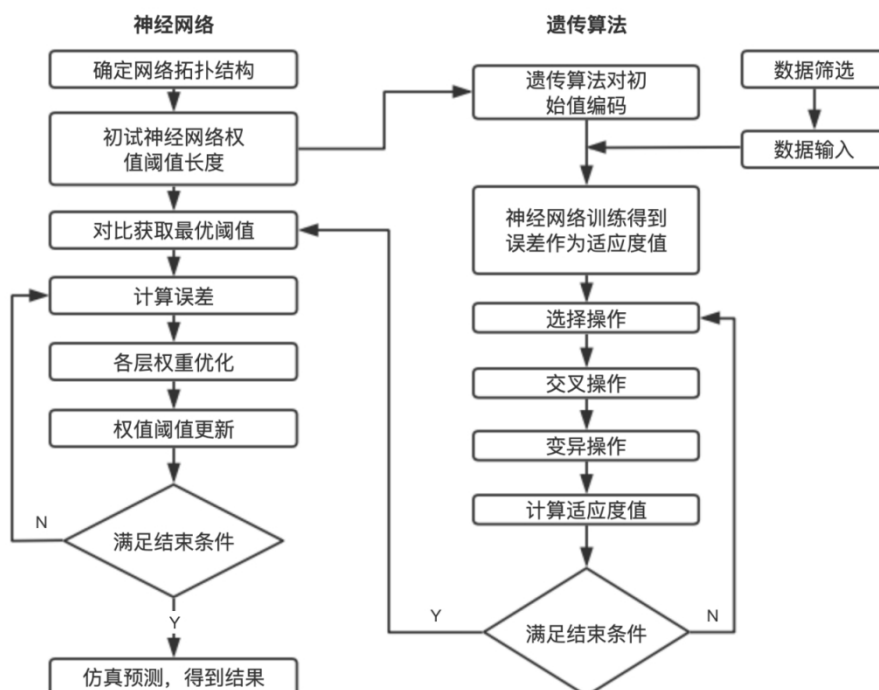 神经网络
确定网络拓扑结构
初试神经网络权
值阈值长度
对比获取最优阈值
计算误差
各层权重优化
权值阈值更新
N
满足结束条件
Y
仿真预测，得到结果
遗传算法
遗传算法对初
始值编码
神经网络训练得到
误差作为适应度值
选择操作
交叉操作
变异操作
计算适应度值
Y
满足结束条件
N
数据筛选
数据输入